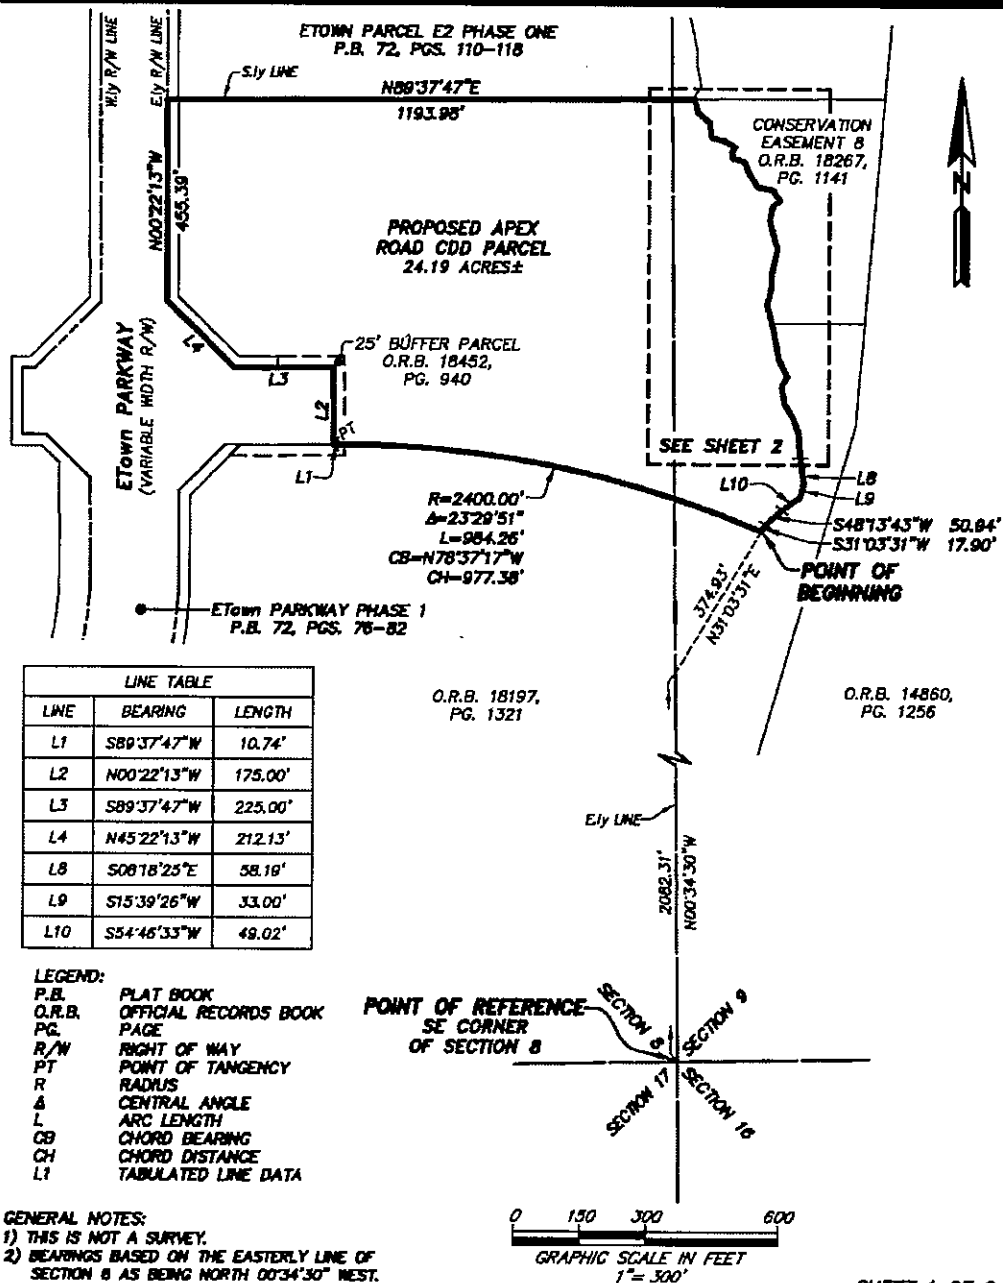 ETOWN PARCEL E2 PHASE ONE
P.B. 72, PGS. 110-118
W.ly R/W LINE
E.ly R/W LINE
S.ly LINE
N89°37'47"E
1193.98'
CONSERVATION
EASEMENT 8
O.R.B. 18267,
PG. 1141
N
N00°22'13"W
455.39'
PROPOSED APEX
ROAD CDD PARCEL
24.19 ACRES±
ETown PARKWAY
(VARIABLE WIDTH R/W)
L4
25' BUFFER PARCEL
O.R.B. 18452,
PG. 940
L3
L2
PT
L1
SEE SHEET 2
L10
L8
L9
R=2400.00'
Δ=23°29'51"
L=984.26'
CB=N78°37'17"W
CH=977.38'
S48°13'43"W 50.94'
S31°03'31"W 17.90'
POINT OF
BEGINNING
374.93'
N31°03'31"E
ETown PARKWAY PHASE 1
P.B. 72, PGS. 76-82
O.R.B. 18197,
PG. 1321
O.R.B. 14860,
PG. 1256
LINE TABLE
LINE BEARING LENGTH
L1 S89°37'47"W 10.74'
L2 N00°22'13"W 175.00'
L3 S89°37'47"W 225.00'
L4 N45°22'13"W 212.13'
L8 S08°18'25"E 58.19'
L9 S15°39'26"W 33.00'
L10 S54°46'33"W 49.02'
E.ly LINE
2082.31'
N00°34'30"W
LEGEND:
P.B. PLAT BOOK
O.R.B. OFFICIAL RECORDS BOOK
PG. PAGE
R/W RIGHT OF WAY
PT POINT OF TANGENCY
R RADIUS
Δ CENTRAL ANGLE
L ARC LENGTH
CB CHORD BEARING
CH CHORD DISTANCE
L1 TABULATED LINE DATA
POINT OF REFERENCE
SE CORNER
OF SECTION 8
SECTION 8
SECTION 9
SECTION 17
SECTION 16
GENERAL NOTES:
1) THIS IS NOT A SURVEY.
2) BEARINGS BASED ON THE EASTERLY LINE OF
SECTION 8 AS BEING NORTH 00°34'30" WEST.
0 150 300 600
GRAPHIC SCALE IN FEET
1"= 300'